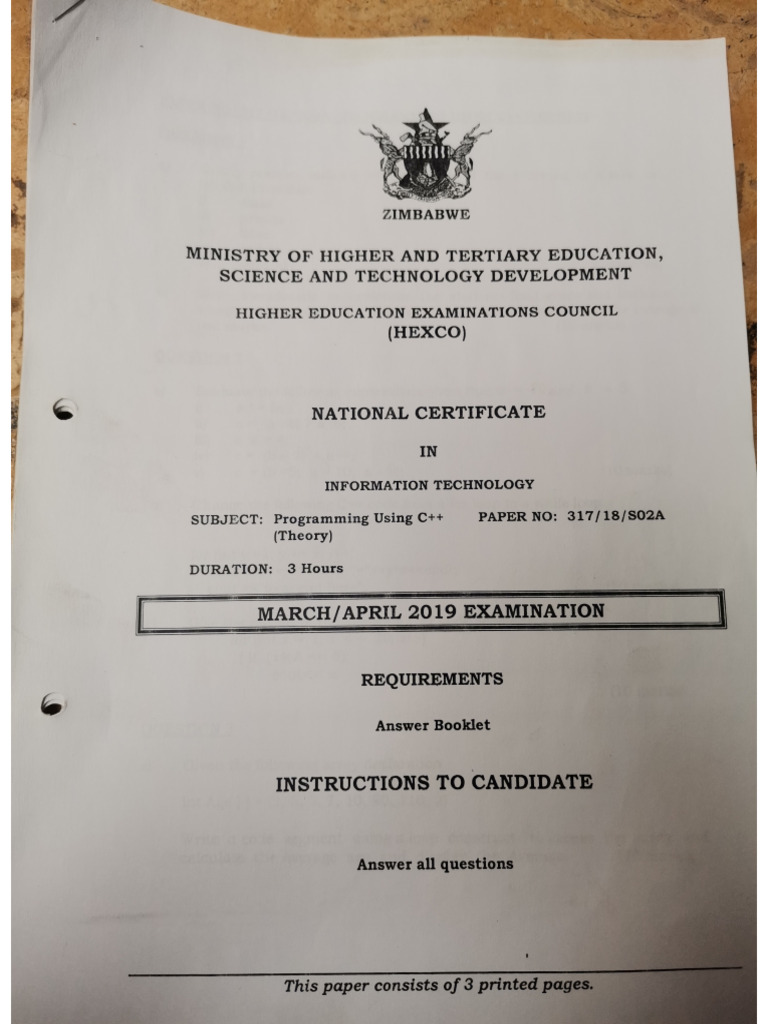 ZIMBABWE
MINISTRY OF HIGHER AND TERTIARY EDUCATION,
SCIENCE AND TECHNOLOGY DEVELOPMENT
HIGHER EDUCATION EXAMINATIONS COUNCIL
(HEXCO)
NATIONAL CERTIFICATE
IN
INFORMATION TECHNOLOGY
SUBJECT: Programming Using C++ PAPER NO: 317/18/S02A
(Theory)
DURATION: 3 Hours
MARCH/APRIL 2019 EXAMINATION
REQUIREMENTS
Answer Booklet
INSTRUCTIONS TO CANDIDATE
Answer all questions
This paper consists of 3 printed pages.